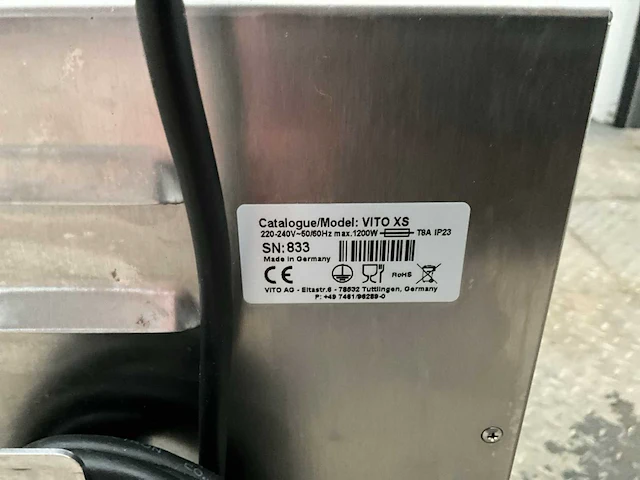 Catalogue/Model: VITO XS
220-240V~50/60Hz max.1200W T8A IP23
SN: 833
Made in Germany
CE RoHS
VITO AG - Eltastr.6 - 78532 Tuttlingen, Germany
P: +49 7461/96289-0